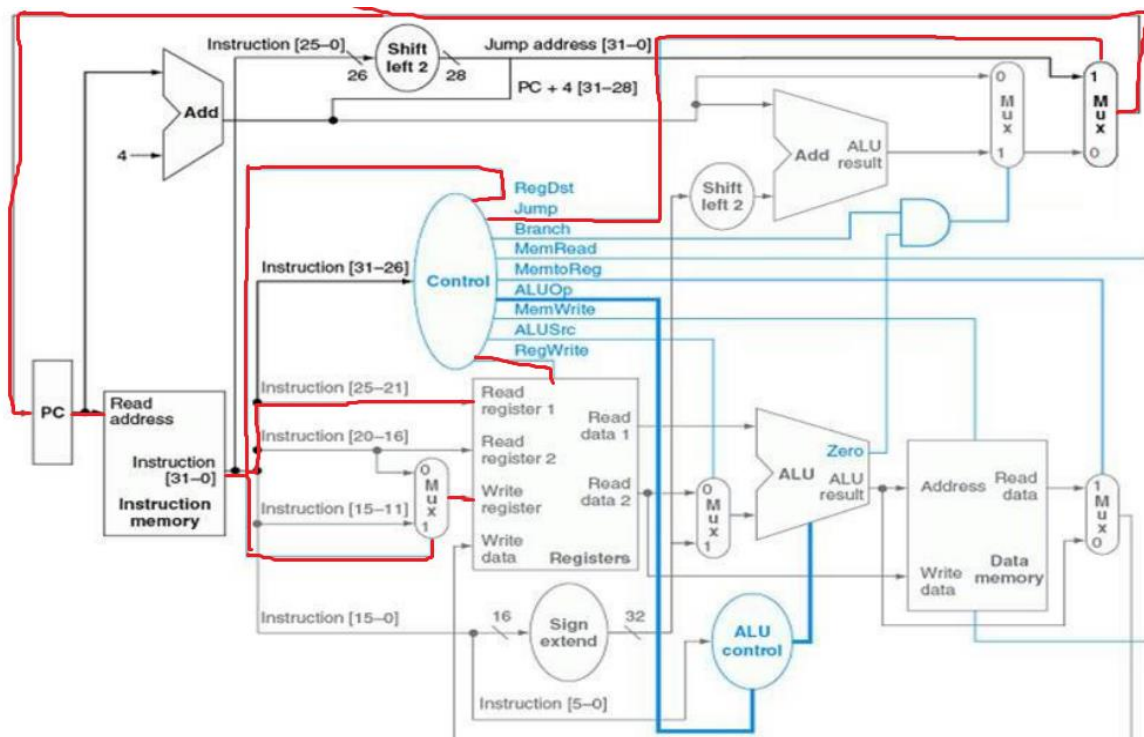 Instruction [25–0]
26
Shift
left 2
28
Jump address [31–0]
PC + 4 [31–28]
Add
4
0
M
u
x
1
1
M
u
x
0
Add
ALU
result
Shift
left 2
RegDst
Jump
Branch
MemRead
MemtoReg
ALUOp
MemWrite
ALUSrc
RegWrite
Control
Instruction [31–26]
PC
Read
address
Instruction
[31–0]
Instruction
memory
Instruction [25–21]
Instruction [20–16]
Instruction [15–11]
0
M
u
x
1
Read
register 1
Read
register 2
Write
register
Write
data
Registers
Read
data 1
Read
data 2
0
M
u
x
1
Zero
ALU
ALU
result
Address
Read
data
Write
data
Data
memory
1
M
u
x
0
Instruction [15–0]
16
Sign
extend
32
ALU
control
Instruction [5–0]